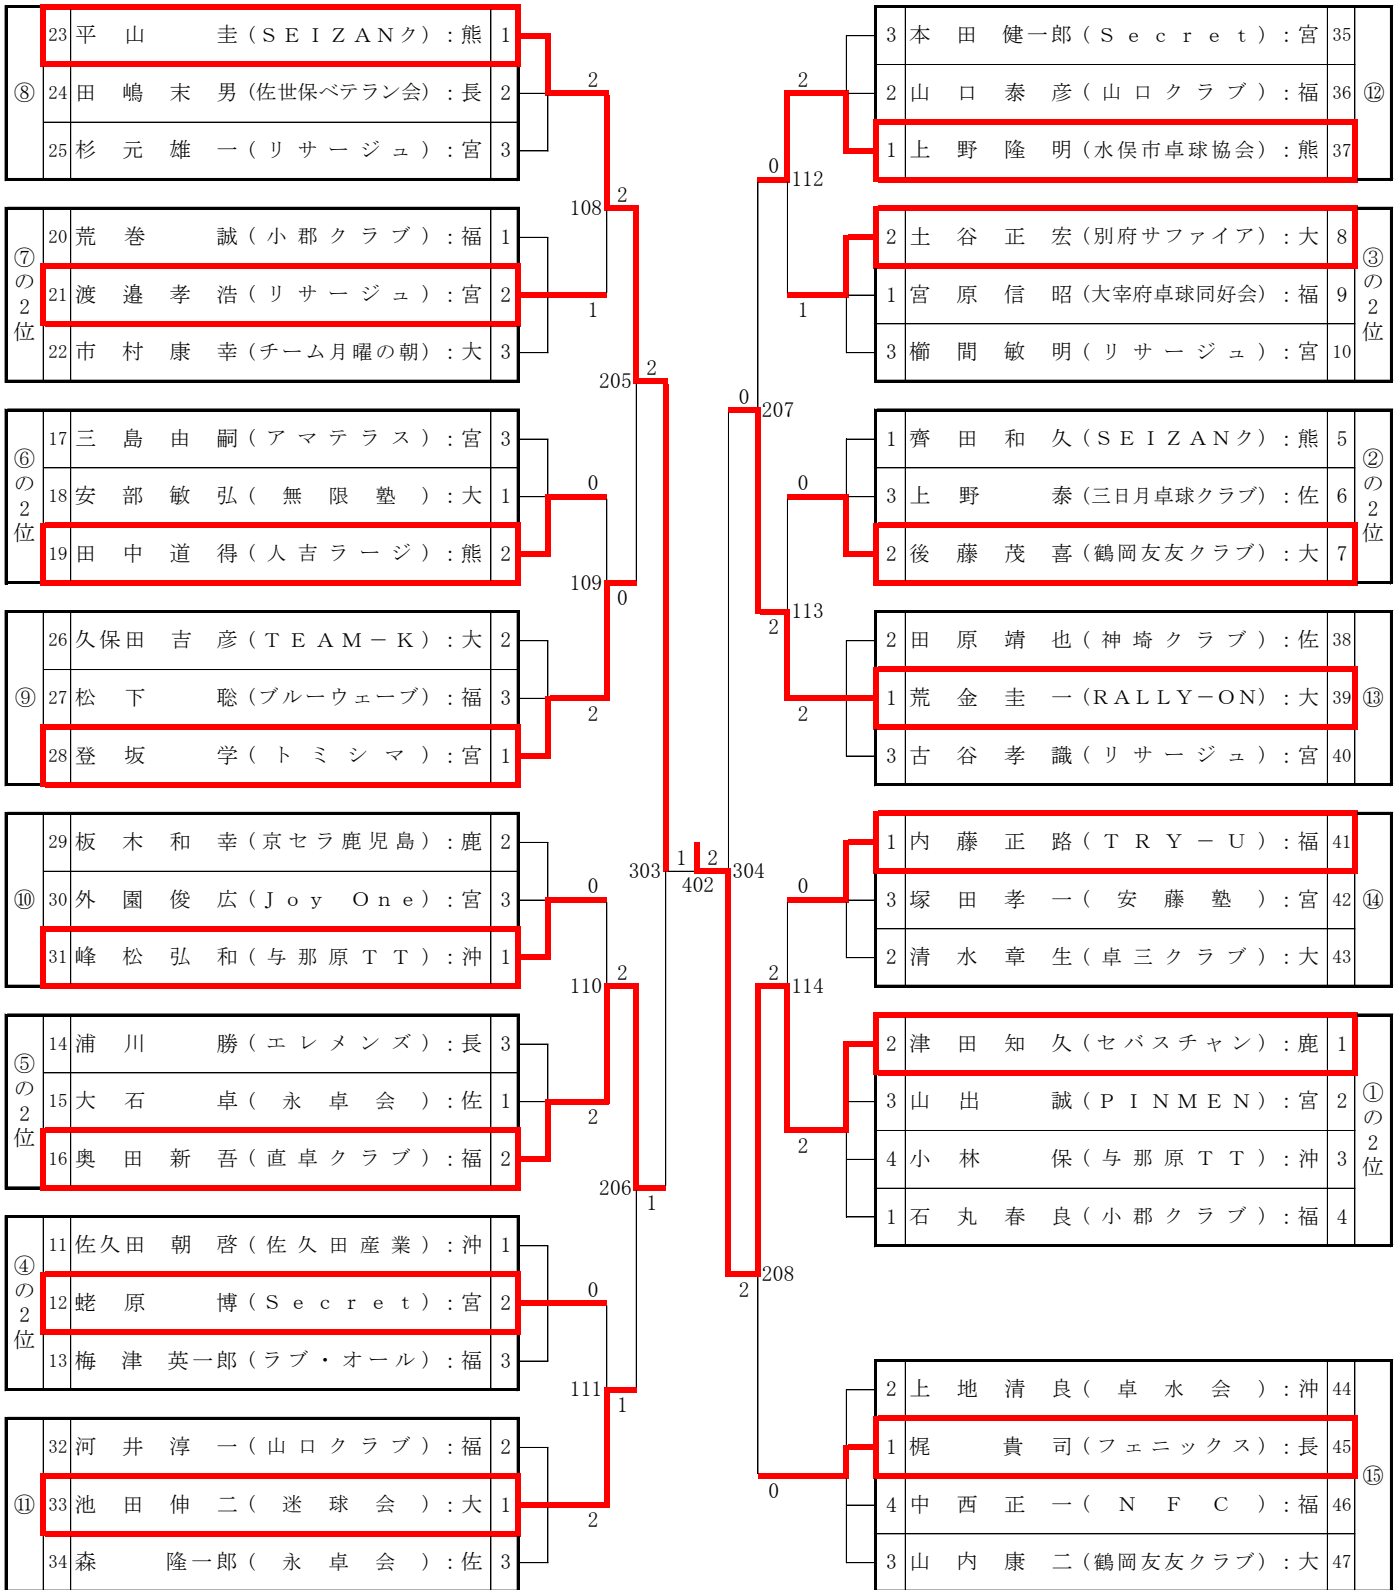 ⑧
23 平山 圭 (SEIZANク) : 熊 1
24 田嶋末男 (佐世保ベテラン会) : 長 2
25 杉元雄一 (リサージュ) : 宮 3
⑦の2位
20 荒巻 誠 (小郡クラブ) : 福 1
21 渡邉孝浩 (リサージュ) : 宮 2
22 市村康幸 (チーム月曜の朝) : 大 3
⑥の2位
17 三島由嗣 (アマテラス) : 宮 3
18 安部敏弘 (無限塾) : 大 1
19 田中道得 (人吉ラージ) : 熊 2
⑨
26 久保田吉彦 (TEAM-K) : 大 2
27 松下 聡 (ブルーウェーブ) : 福 3
28 登坂 学 (トミシマ) : 宮 1
⑩
29 板木和幸 (京セラ鹿児島) : 鹿 2
30 外園俊広 (Joy One) : 宮 3
31 峰松弘和 (与那原TT) : 沖 1
⑤の2位
14 浦川 勝 (エレメンズ) : 長 3
15 大石 卓 (永卓会) : 佐 1
16 奥田新吾 (直卓クラブ) : 福 2
④の2位
11 佐久田朝啓 (佐久田産業) : 沖 1
12 蛯原 博 (Secret) : 宮 2
13 梅津英一郎 (ラブ・オール) : 福 3
⑪
32 河井淳一 (山口クラブ) : 福 2
33 池田伸二 (迷球会) : 大 1
34 森 隆一郎 (永卓会) : 佐 3
2
108
2
1
205
2
0
109
0
2
303
1
402
2
304
0
110
2
2
206
1
0
111
1
2
2
0
112
1
0
207
0
113
2
2
0
2
114
2
208
2
0
3 本田健一郎 (Secret) : 宮 35
2 山口泰彦 (山口クラブ) : 福 36
1 上野隆明 (水俣市卓球協会) : 熊 37
⑫
2 土谷正宏 (別府サファイア) : 大 8
1 宮原信昭 (大宰府卓球同好会) : 福 9
3 櫛間敏明 (リサージュ) : 宮 10
③の2位
1 齊田和久 (SEIZANク) : 熊 5
3 上野 泰 (三日月卓球クラブ) : 佐 6
2 後藤茂喜 (鶴岡友友クラブ) : 大 7
②の2位
2 田原靖也 (神埼クラブ) : 佐 38
1 荒金圭一 (RALLY-ON) : 大 39
3 古谷孝識 (リサージュ) : 宮 40
⑬
1 内藤正路 (TRY-U) : 福 41
3 塚田孝一 (安藤塾) : 宮 42
2 清水章生 (卓三クラブ) : 大 43
⑭
2 津田知久 (セバスチャン) : 鹿 1
3 山出 誠 (PINMEN) : 宮 2
4 小林 保 (与那原TT) : 沖 3
1 石丸春良 (小郡クラブ) : 福 4
①の2位
2 上地清良 (卓水会) : 沖 44
1 梶 貴司 (フェニックス) : 長 45
4 中西正一 (NFC) : 福 46
3 山内康二 (鶴岡友友クラブ) : 大 47
⑮